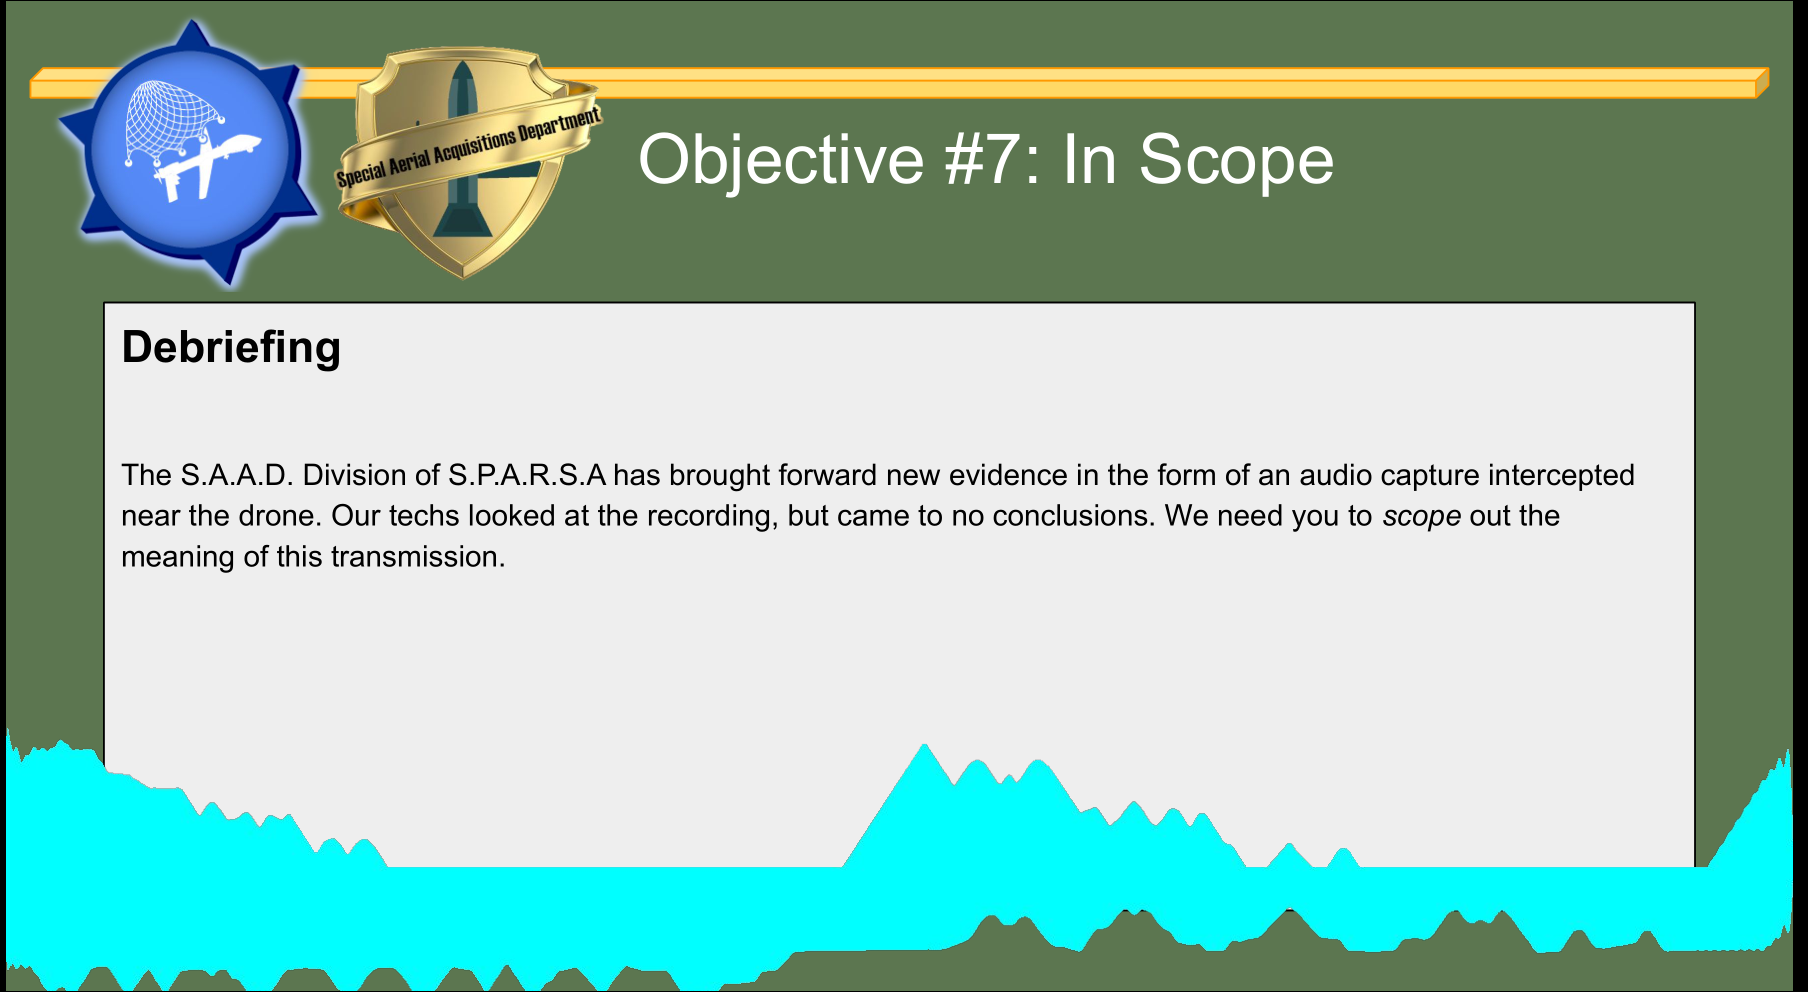 Special Aerial Acquisitions Department
Objective #7: In Scope
Debriefing
The S.A.A.D. Division of S.P.A.R.S.A has brought forward new evidence in the form of an audio capture intercepted
near the drone. Our techs looked at the recording, but came to no conclusions. We need you to scope out the
meaning of this transmission.